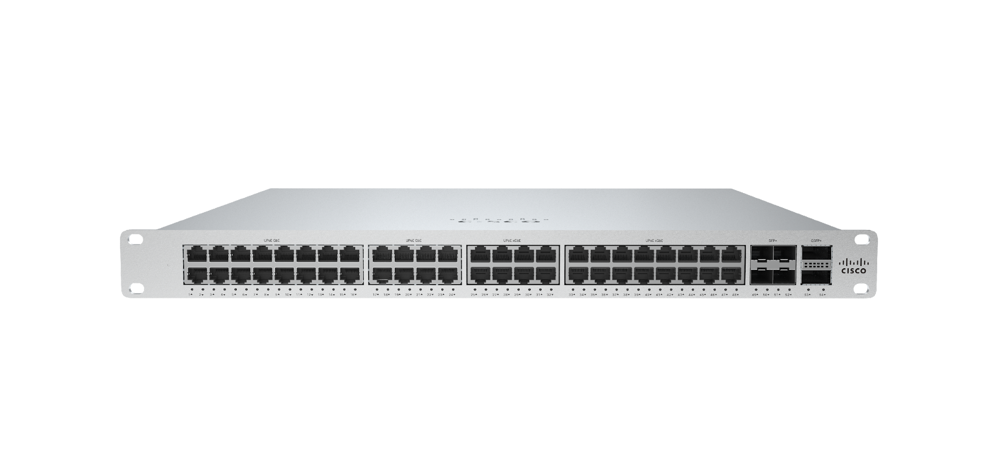 CISCO
UPoE GbE
UPoE GbE
UPoE xGbE
UPoE xGbE
SFP+
QSFP+
CISCO
1 2 3 4 5 6 7 8 9 10 11 12 13 14 15 16 17 18 19 20 21 22 23 24 25 26 27 28 29 30 31 32 33 34 35 36 37 38 39 40 41 42 43 44 45 46 47 48 49 50 51 52 53 54